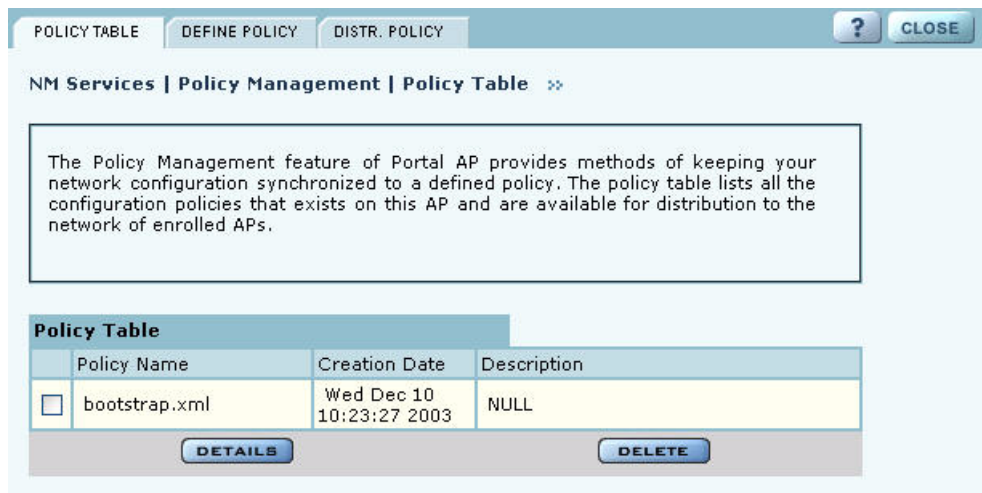 POLICY TABLE DEFINE POLICY DISTR. POLICY ? CLOSE
NM Services | Policy Management | Policy Table »
The Policy Management feature of Portal AP provides methods of keeping your
network configuration synchronized to a defined policy. The policy table lists all the
configuration policies that exists on this AP and are available for distribution to the
network of enrolled APs.
Policy Table
Policy Name Creation Date Description
bootstrap.xml Wed Dec 10 10:23:27 2003 NULL
DETAILS DELETE